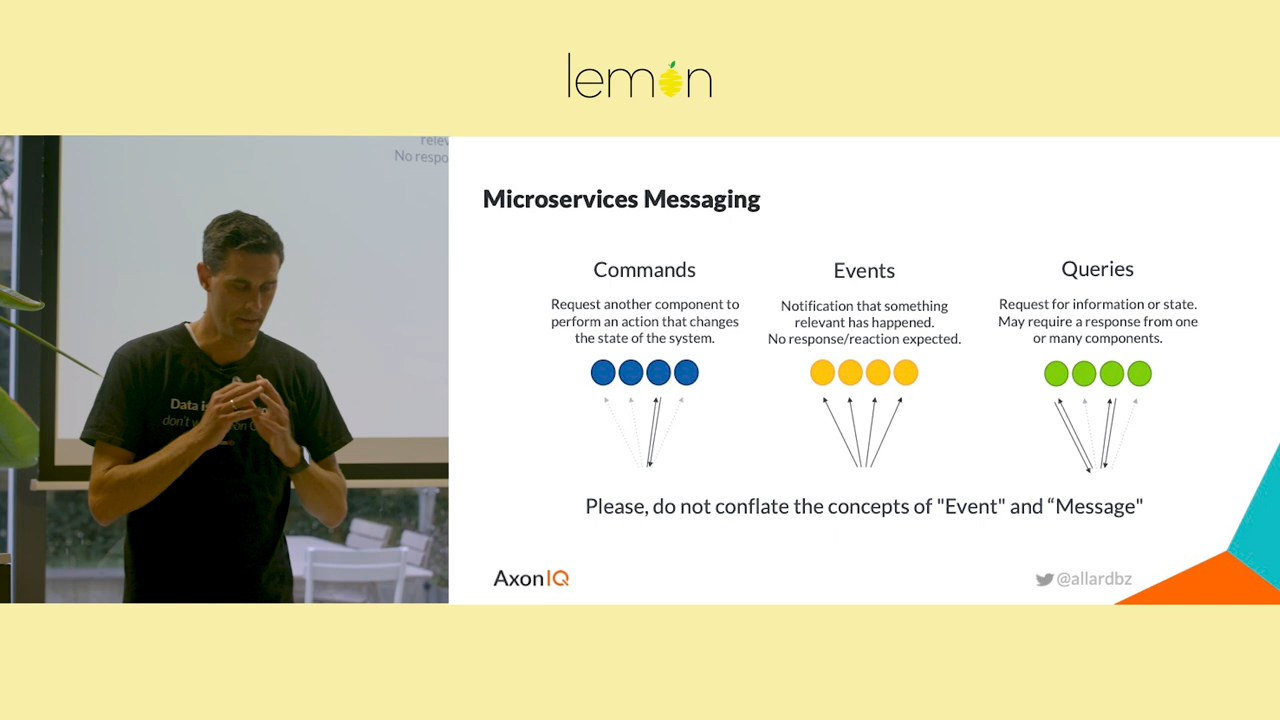 lemon
relev
No respo
Data is
don't
Microservices Messaging
Commands
Request another component to
perform an action that changes
the state of the system.
Events
Notification that something
relevant has happened.
No response/reaction expected.
Queries
Request for information or state.
May require a response from one
or many components.
Please, do not conflate the concepts of "Event" and “Message"
AxonIQ
@allardbz